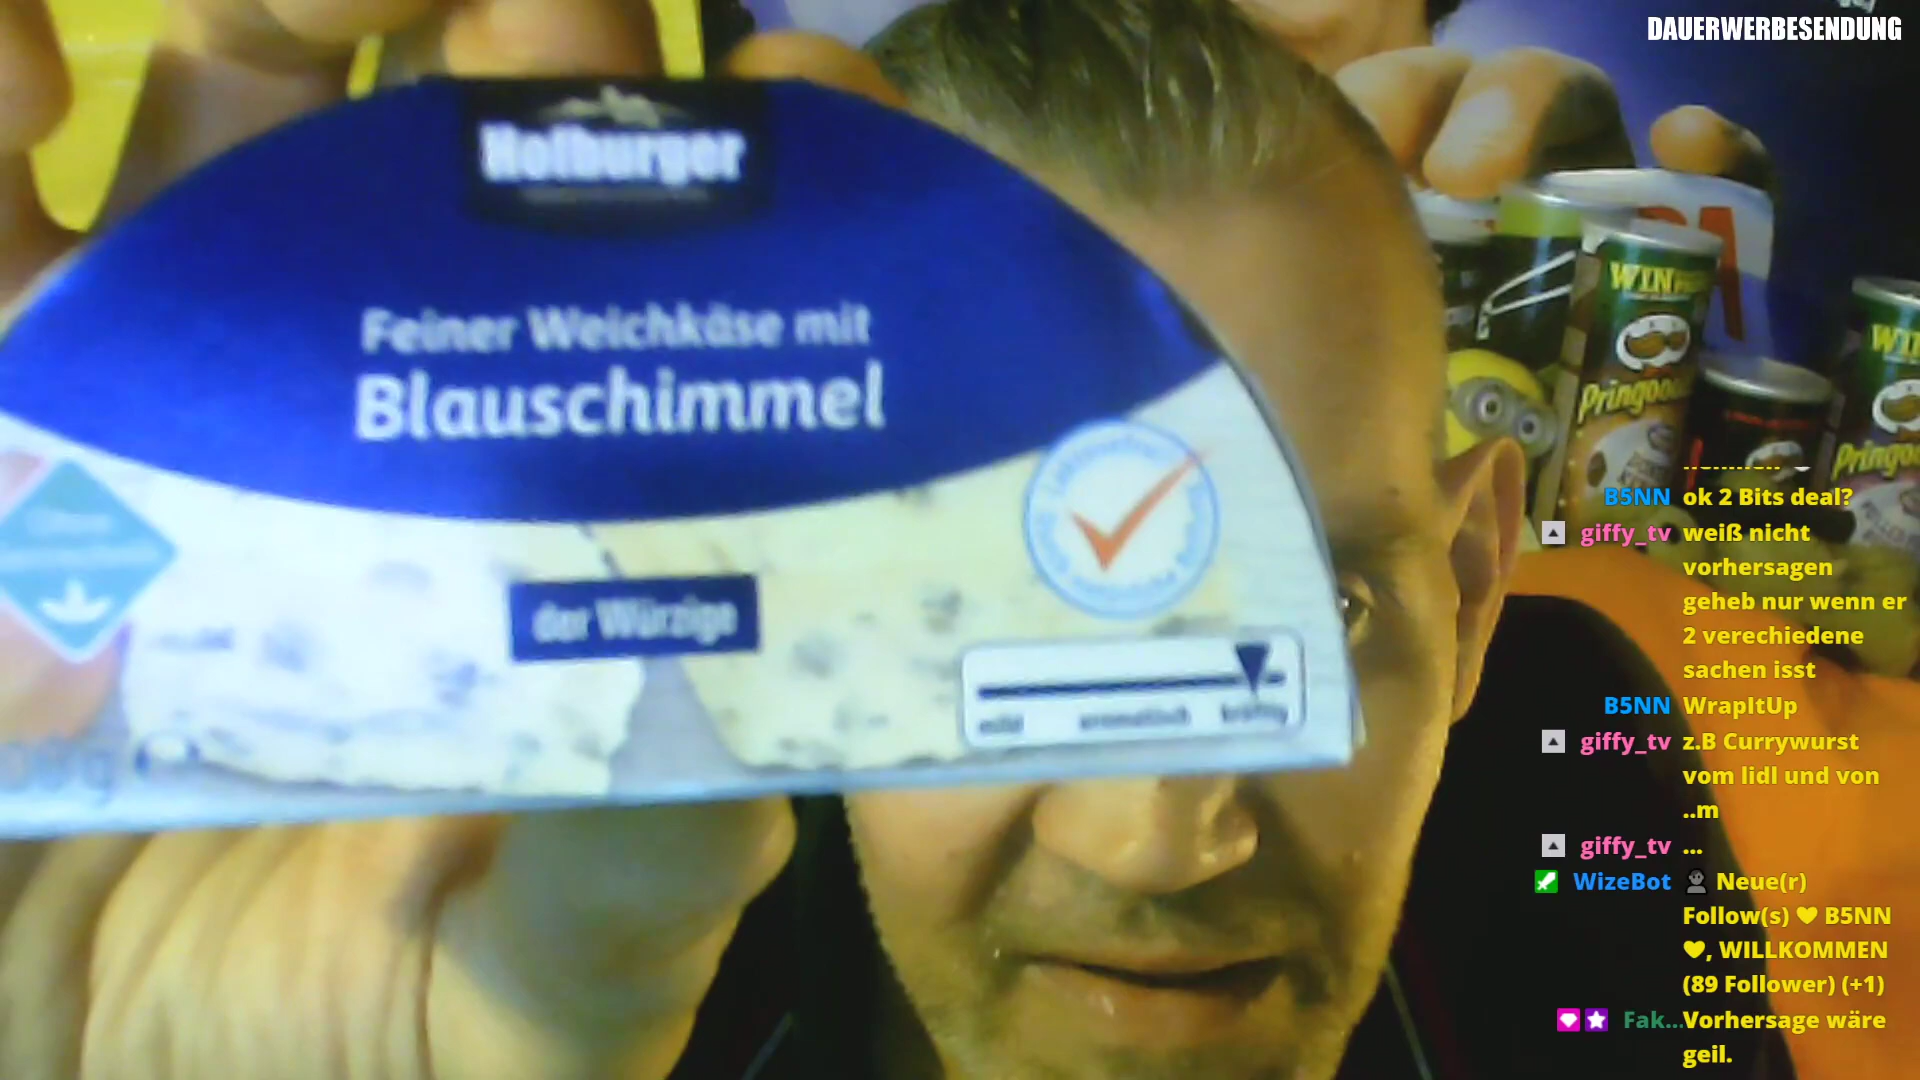 DAUERWERBESENDUNG
Hofburger
Feiner Weichkäse mit
Blauschimmel
der Würzige
mild aromatisch kräftig
WIN
Pringooo
WIN
Pringo
B5NN ok 2 Bits deal?
giffy_tv weiß nicht
vorhersagen
geheb nur wenn er
2 verechiedene
sachen isst
B5NN WrapItUp
giffy_tv z.B Currywurst
vom lidl und von
..m
giffy_tv ...
WizeBot Neue(r)
Follow(s) ♥ B5NN
♥, WILLKOMMEN
(89 Follower) (+1)
Fak... Vorhersage wäre
geil.